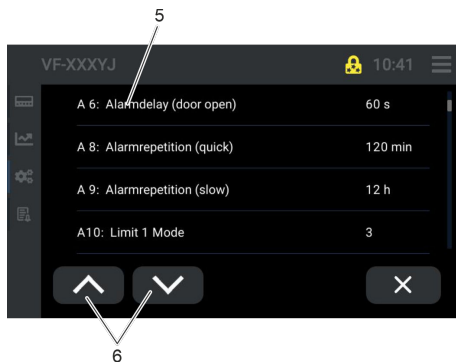 5
VF-XXXYJ 10:41
A 6: Alarmdelay (door open) 60 s
A 8: Alarmrepetition (quick) 120 min
A 9: Alarmrepetition (slow) 12 h
A10: Limit 1 Mode 3
6